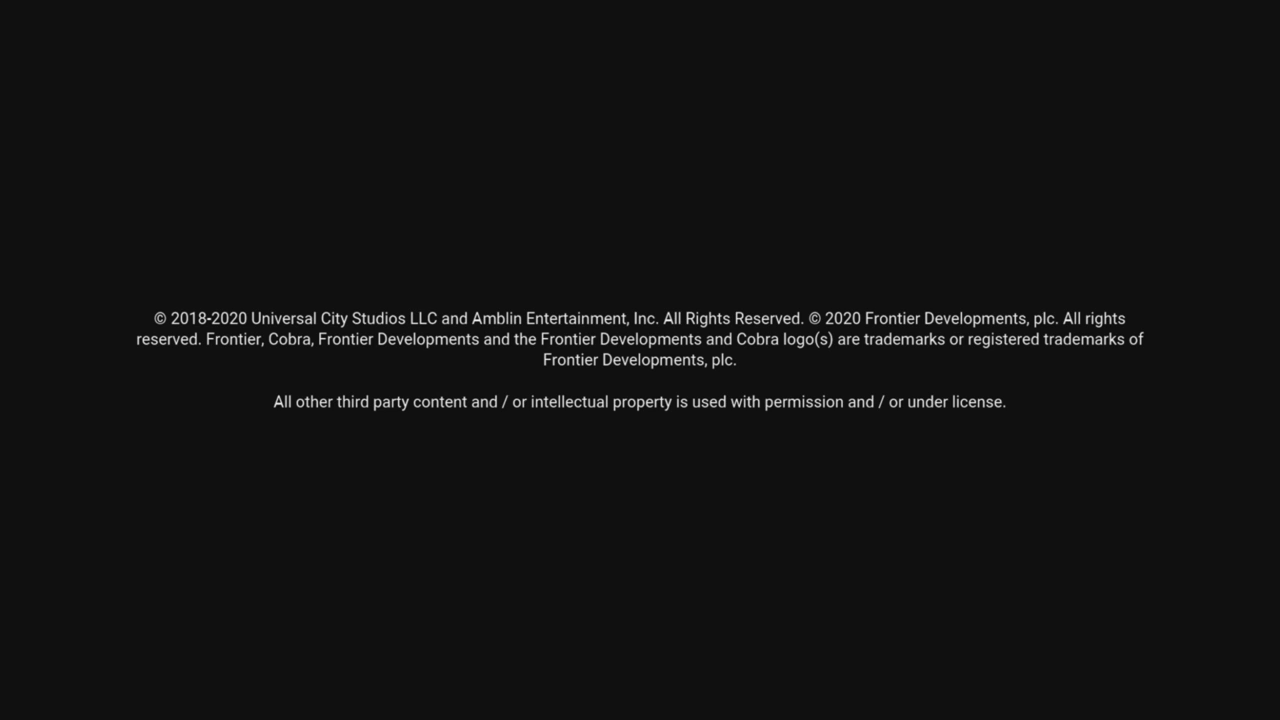 © 2018-2020 Universal City Studios LLC and Amblin Entertainment, Inc. All Rights Reserved. © 2020 Frontier Developments, plc. All rights
reserved. Frontier, Cobra, Frontier Developments and the Frontier Developments and Cobra logo(s) are trademarks or registered trademarks of
Frontier Developments, plc.
All other third party content and / or intellectual property is used with permission and / or under license.